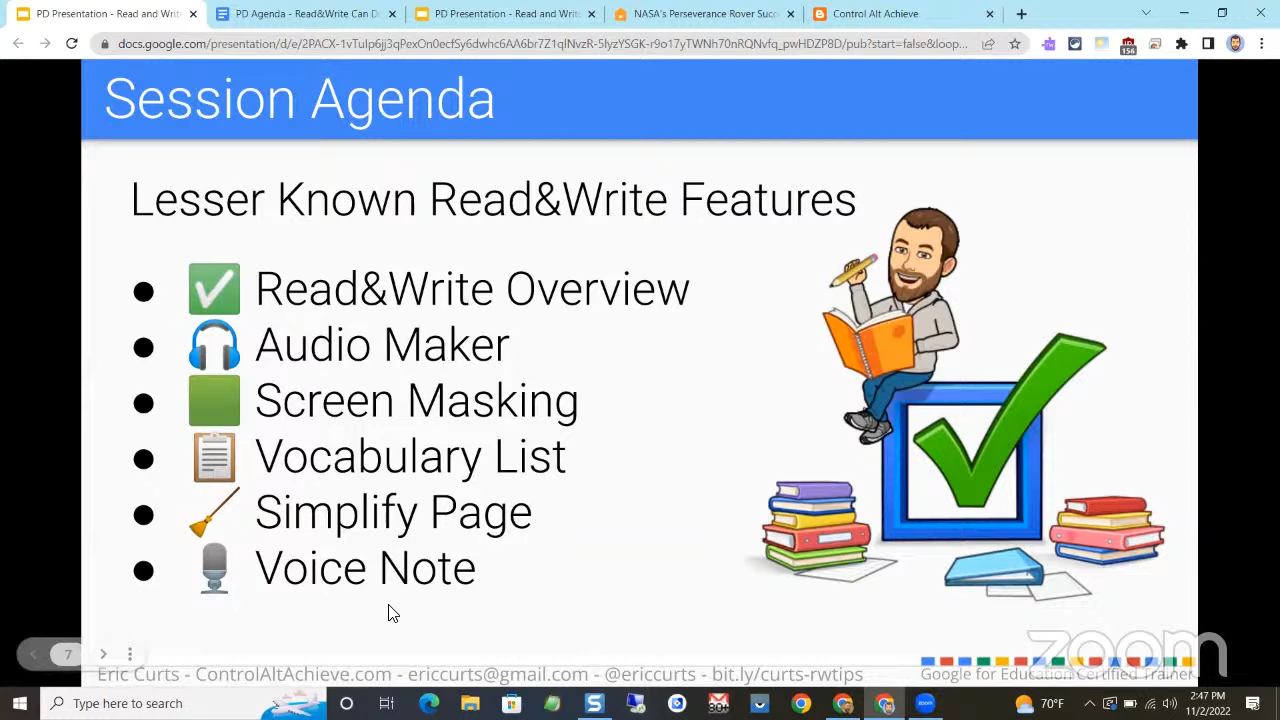 PD Presentation - Read and Writ
PD Agenda - Read&Write Can D
PD Presentation - Read and Writ
NASA's Perseverance Rover Succ
Control Alt Achieve
docs.google.com/presentation/d/e/
pub?start=false&loop...
156
Session Agenda
Lesser Known Read&Write Features
● ✅ Read&Write Overview
● 🎧 Audio Maker
● 🟩 Screen Masking
● 📋 Vocabulary List
● 🧹 Simplify Page
● 🎙️ Voice Note
7
zoom
Eric Curts - ControlAltAchieve.com - ericcurts@gmail.com - @ericcurts - bit.ly/curts-rwtips
Google for Education Certified Trainer
Type here to search
99+
zoom
70°F
2:47 PM
11/2/2022